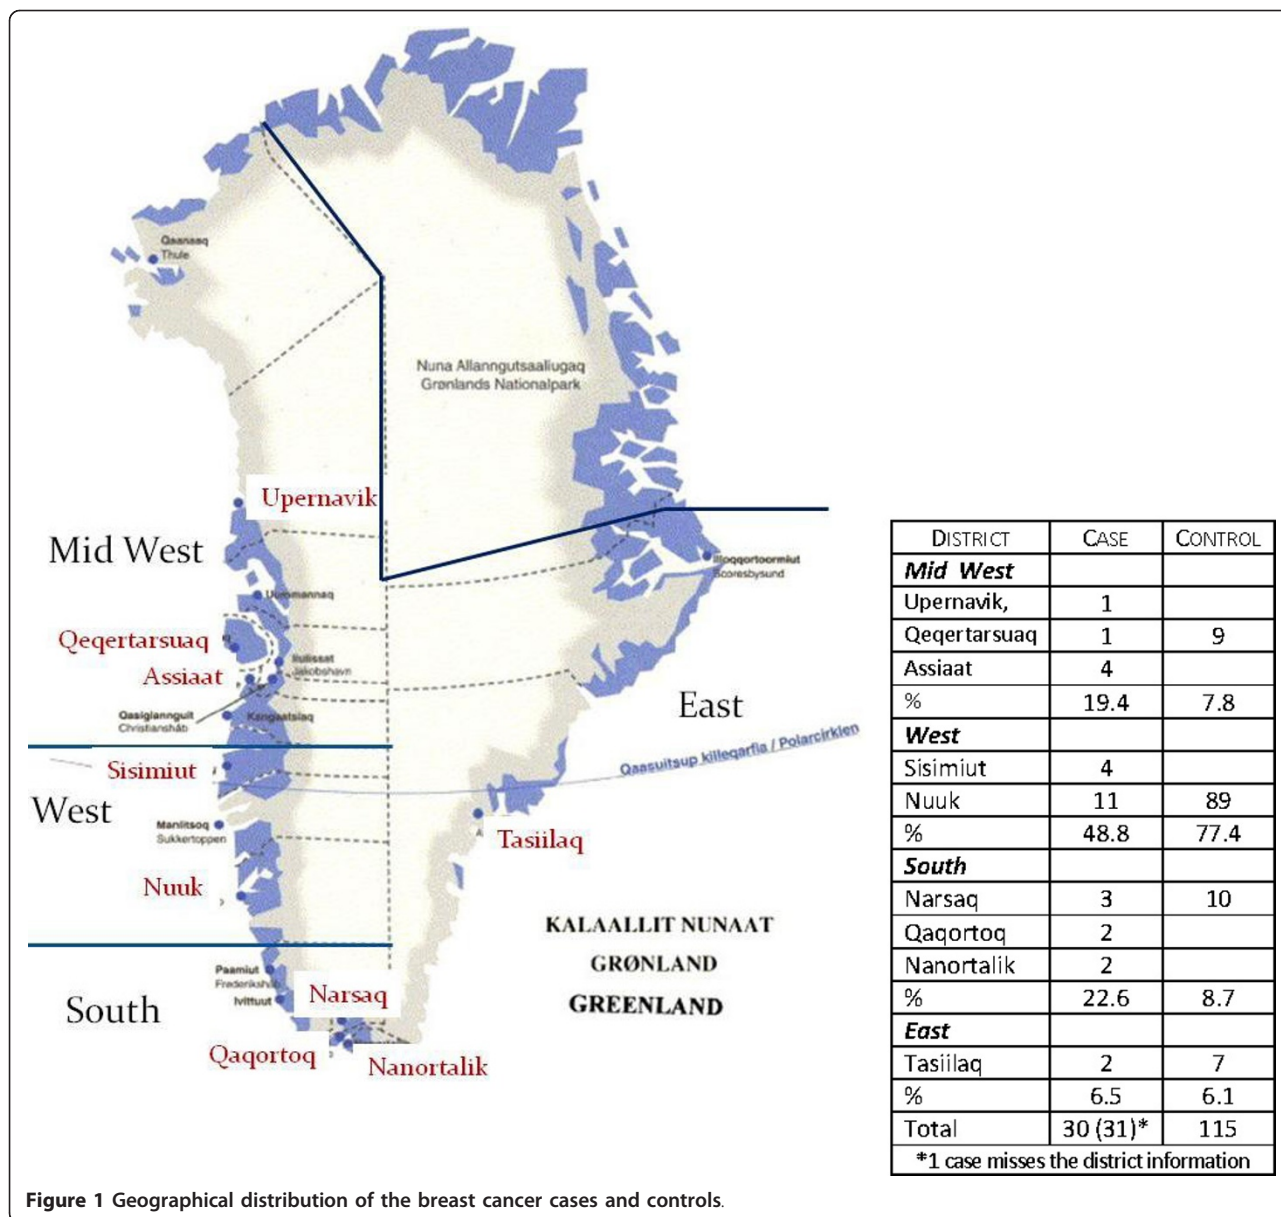 Qaanaaq
Thule
Nuna Allanngutsaaliugaq
Grønlands Nationalpark
Upernavik
Mid West
Illoqqortoormiut
Scoresbysund
Uummannaq
Qeqertarsuaq
Ilulissat
Jakobshavn
Assiaat
Qasigiannguit
Christianshåb
Kangaatsiaq
East
Qaasuitsup killeqarfia / Polarcirklen
Sisimiut
West
Maniitsoq
Sukkertoppen
Tasiilaq
Nuuk
KALAALLIT NUNAAT
GRØNLAND
GREENLAND
Paamiut
Frederikshåb
Ivittuut
Narsaq
South
Qaqortoq
Nanortalik
DISTRICT CASE CONTROL
Mid West
Upernavik, 1
Qeqertarsuaq 1 9
Assiaat 4
% 19.4 7.8
West
Sisimiut 4
Nuuk 11 89
% 48.8 77.4
South
Narsaq 3 10
Qaqortoq 2
Nanortalik 2
% 22.6 8.7
East
Tasiilaq 2 7
% 6.5 6.1
Total 30 (31)* 115
*1 case misses the district information
Figure 1 Geographical distribution of the breast cancer cases and controls.